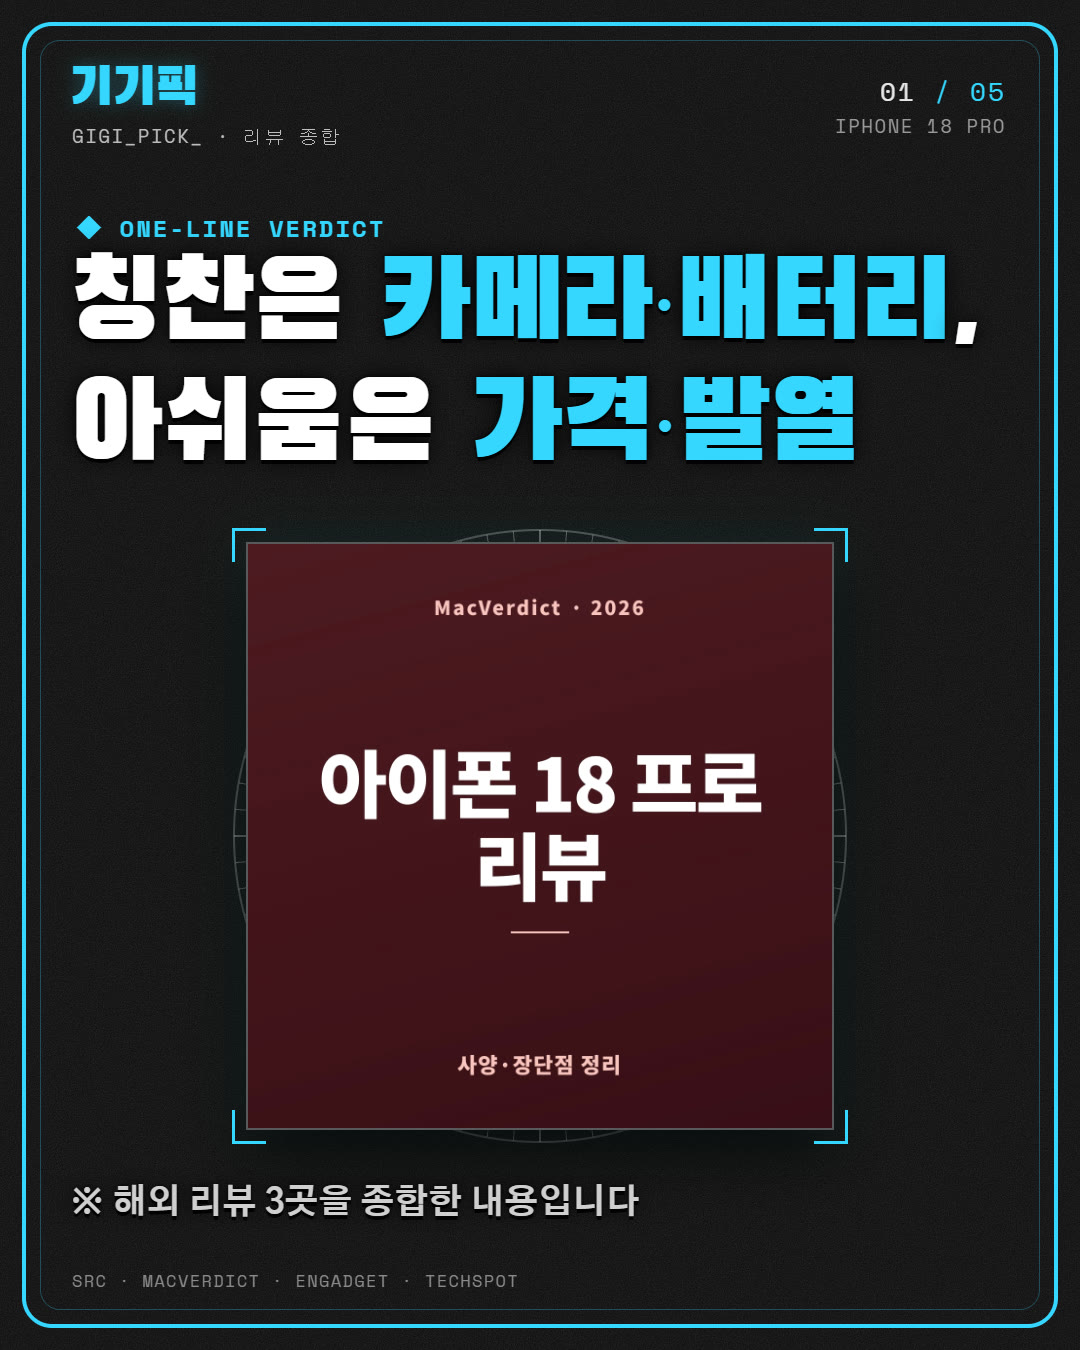 기기픽
01 / 05
GIGI_PICK_ · 리뷰 종합
IPHONE 18 PRO
◆ ONE-LINE VERDICT
칭찬은 카메라·배터리,
아쉬움은 가격·발열
MacVerdict · 2026
아이폰 18 프로
리뷰
사양·장단점 정리
※ 해외 리뷰 3곳을 종합한 내용입니다
SRC · MACVERDICT · ENGADGET · TECHSPOT